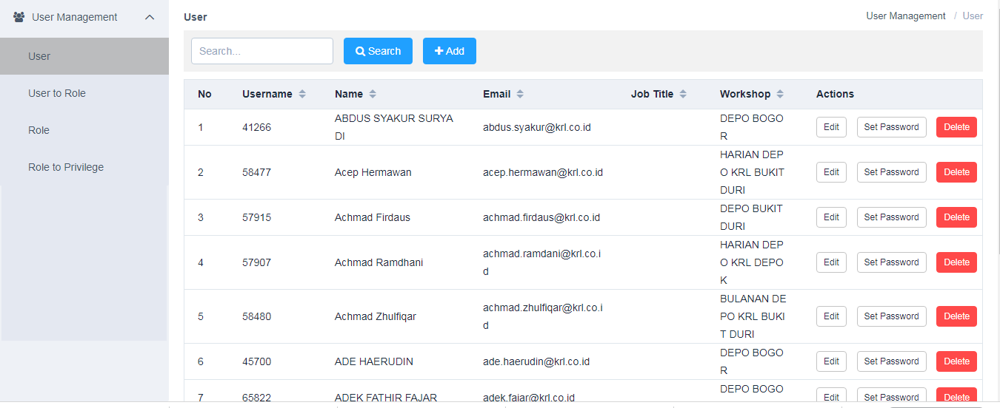 User Management
User
User to Role
Role
Role to Privilege
User
User Management / User
Search...
Search
Add
No Username Name Email Job Title Workshop Actions
1 41266 ABDUS SYAKUR SURYA
DI abdus.syakur@krl.co.id DEPO BOGO
R Edit Set Password Delete
2 58477 Acep Hermawan acep.hermawan@krl.co.id HARIAN DEP
O KRL BUKIT
DURI Edit Set Password Delete
3 57915 Achmad Firdaus achmad.firdaus@krl.co.id DEPO BUKIT
DURI Edit Set Password Delete
4 57907 Achmad Ramdhani achmad.ramdani@krl.co.i
d HARIAN DEP
O KRL DEPO
K Edit Set Password Delete
5 58480 Achmad Zhulfiqar achmad.zhulfiqar@krl.co.i
d BULANAN DE
PO KRL BUKI
T DURI Edit Set Password Delete
6 45700 ADE HAERUDIN ade.haerudin@krl.co.id DEPO BOGO
R Edit Set Password Delete
7 65822 ADEK FATHIR FAJAR adek.fajar@krl.co.id DEPO BOGO
Edit Set Password Delete